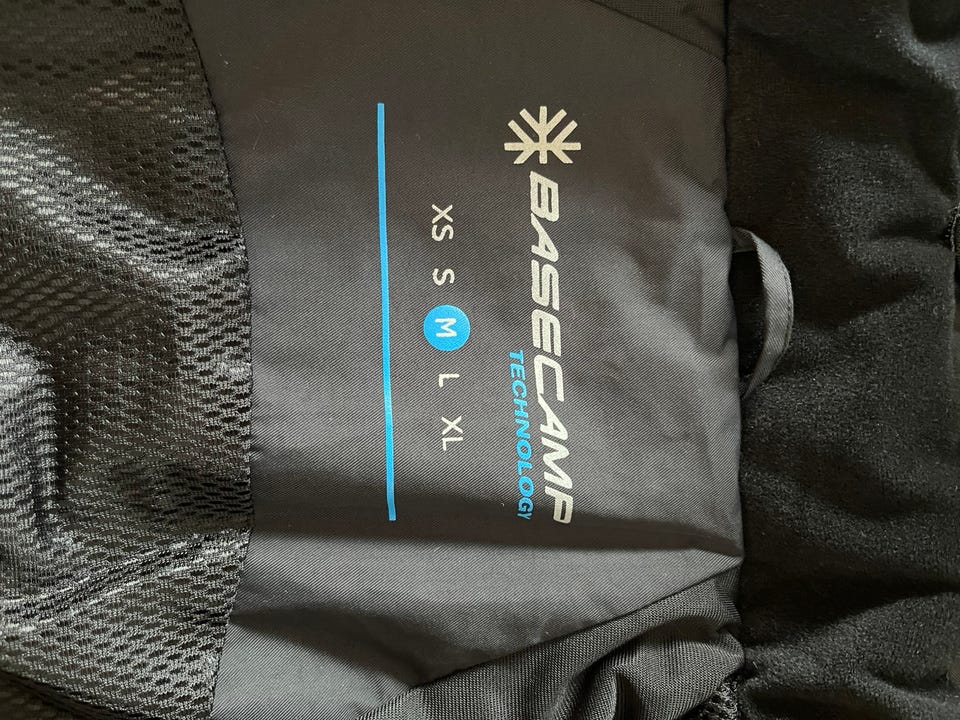 BASECAMP
TECHNOLOGY
XS S M L XL